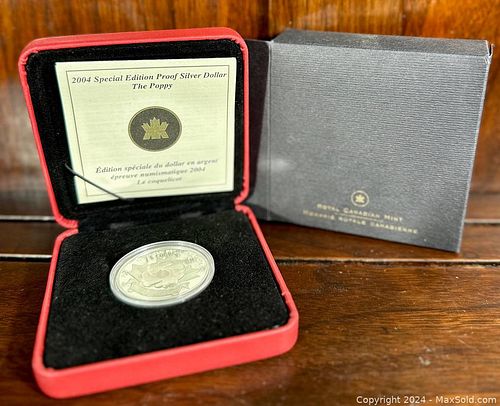 2004 Special Edition Proof Silver Dollar
The Poppy
Édition spéciale du dollar en argent
épreuve numismatique 2004
Le coquelicot
ROYAL CANADIAN MINT
MONNAIE ROYALE CANADIENNE
Copyright 2024 - MaxSold.com